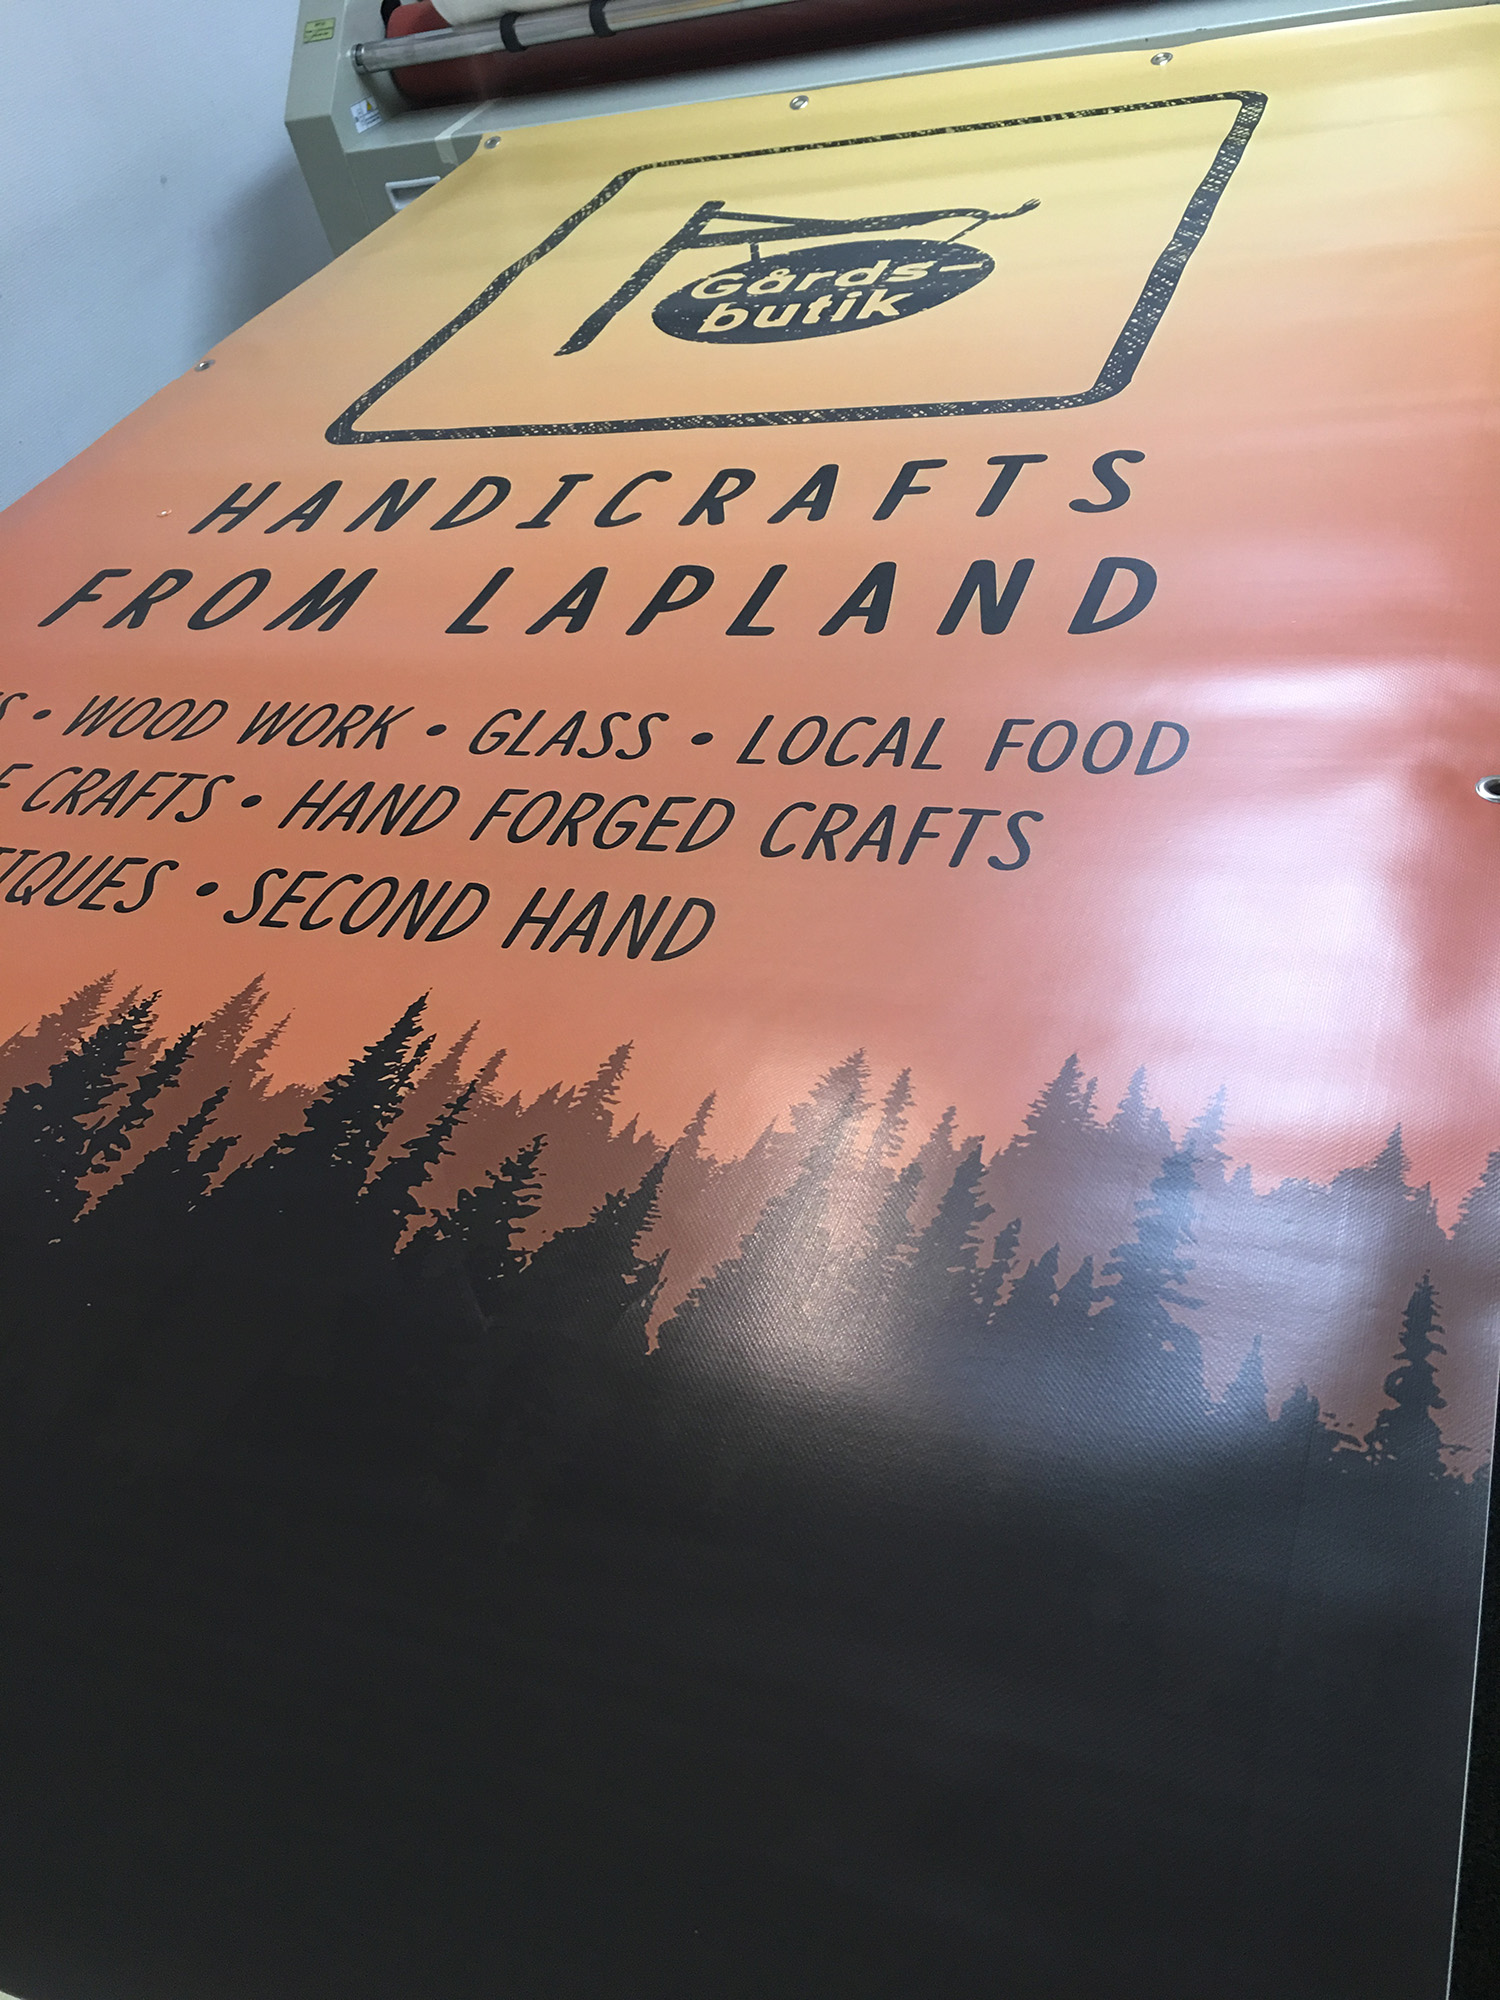 Gårds-
butik
HANDICRAFTS
FROM LAPLAND
• WOOD WORK • GLASS • LOCAL FOOD
CRAFTS • HAND FORGED CRAFTS
• SECOND HAND